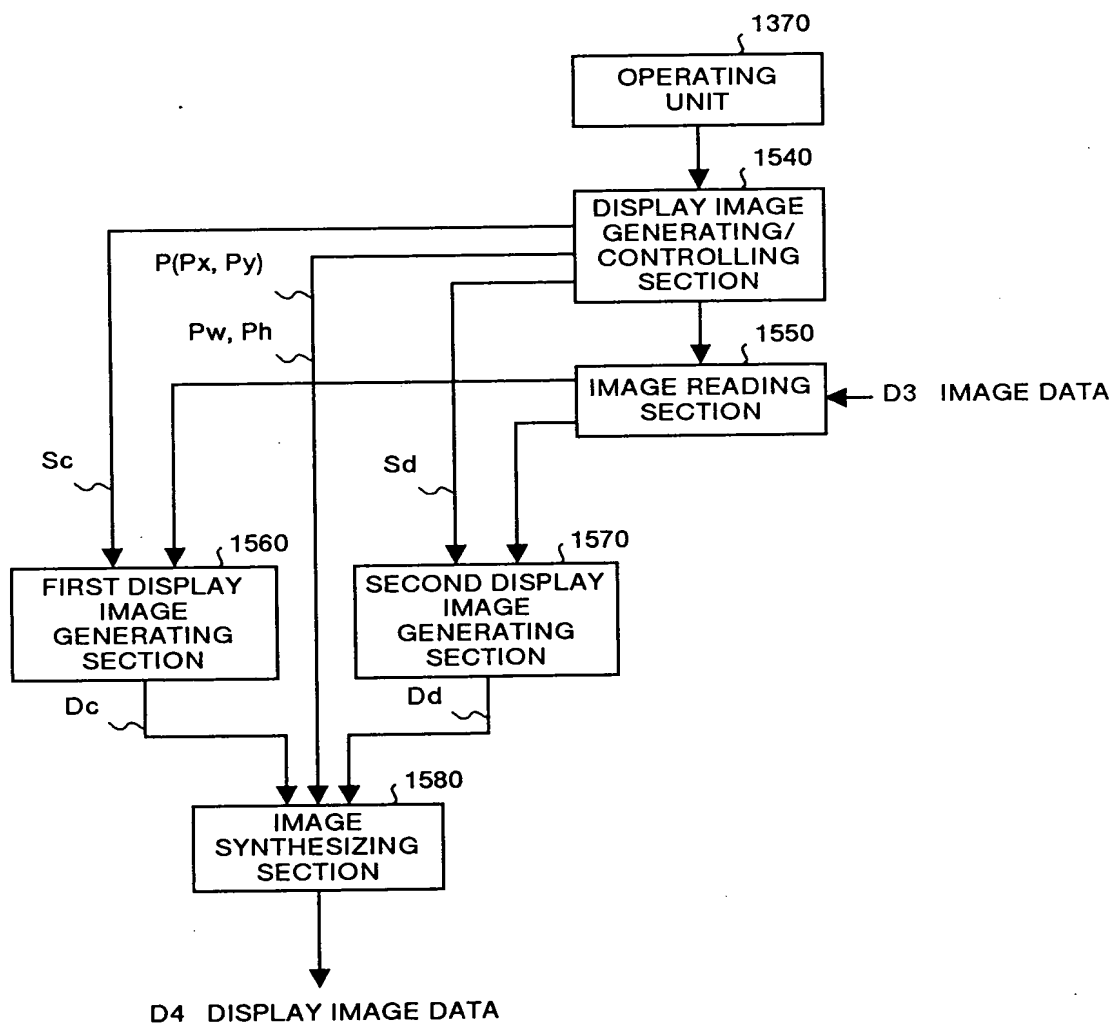 1370
OPERATING
UNIT
1540
DISPLAY IMAGE
GENERATING/
CONTROLLING
SECTION
P(Px, Py)
Pw, Ph
1550
IMAGE READING
SECTION
D3 IMAGE DATA
Sc
Sd
1560
FIRST DISPLAY
IMAGE
GENERATING
SECTION
1570
SECOND DISPLAY
IMAGE
GENERATING
SECTION
Dc
Dd
1580
IMAGE
SYNTHESIZING
SECTION
D4 DISPLAY IMAGE DATA